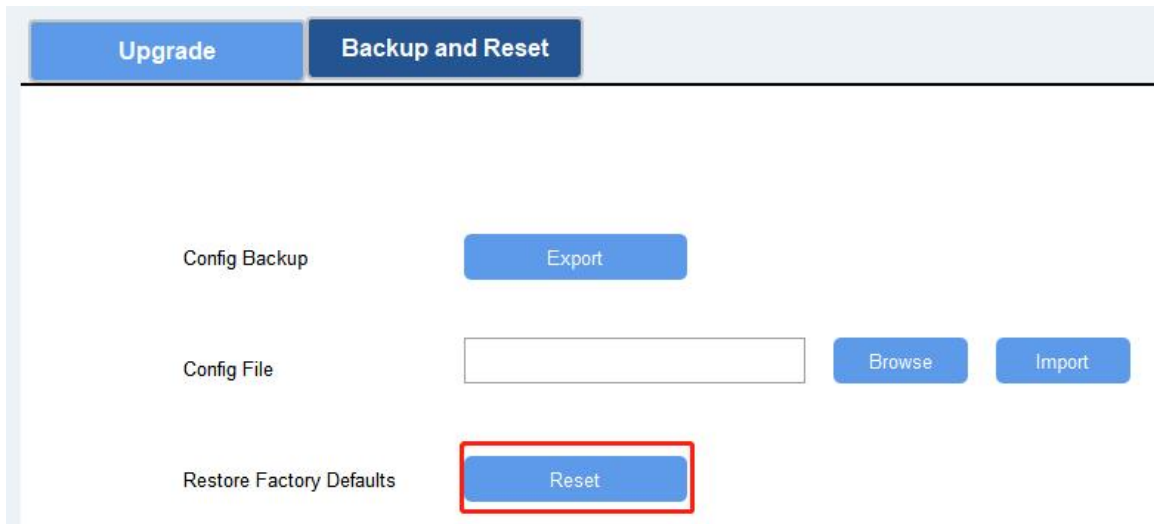 Upgrade Backup and Reset
Config Backup Export
Config File Browse Import
Restore Factory Defaults Reset